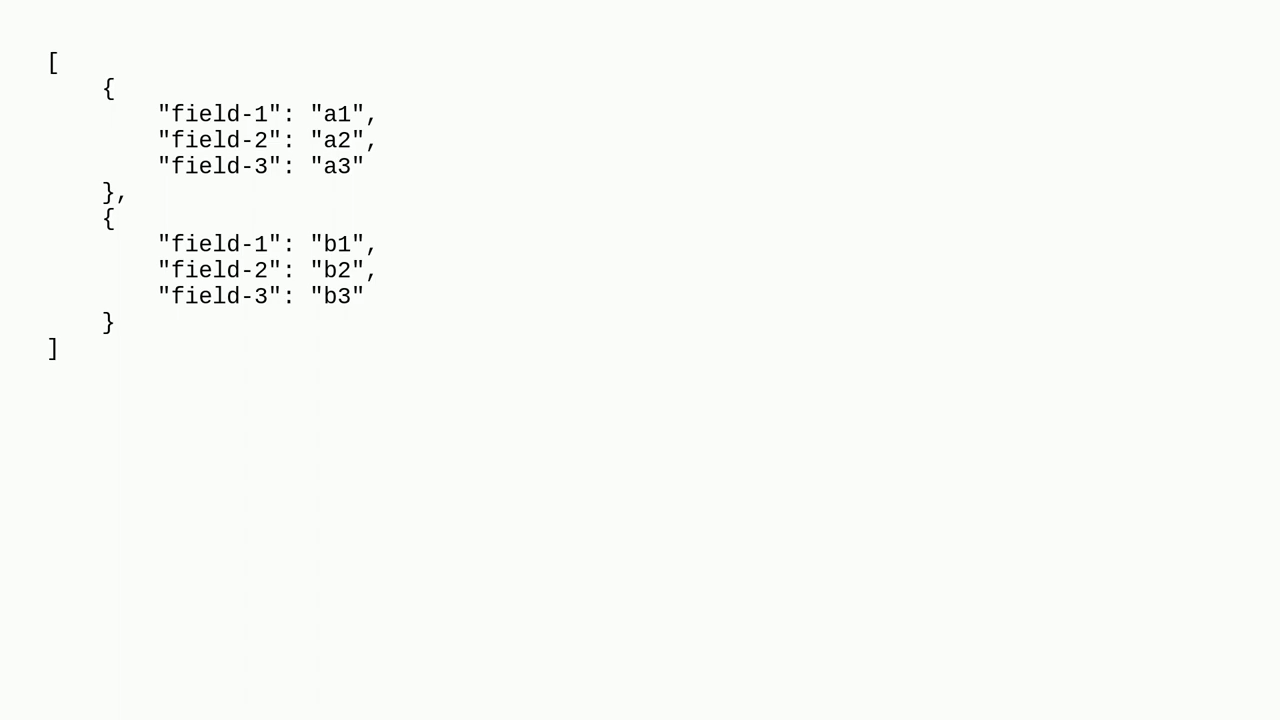 [
    {
        "field-1": "a1",
        "field-2": "a2",
        "field-3": "a3"
    },
    {
        "field-1": "b1",
        "field-2": "b2",
        "field-3": "b3"
    }
]